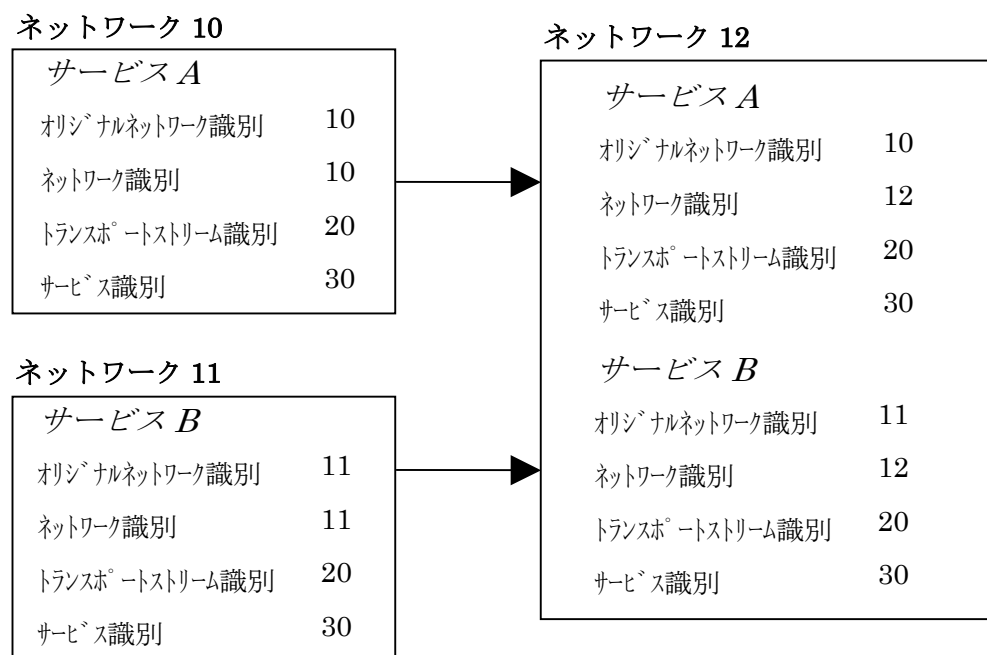 ネットワーク 10
サービス A
オリジナルネットワーク識別 10
ネットワーク識別 10
トランスポートストリーム識別 20
サービス識別 30
ネットワーク 11
サービス B
オリジナルネットワーク識別 11
ネットワーク識別 11
トランスポートストリーム識別 20
サービス識別 30
ネットワーク 12
サービス A
オリジナルネットワーク識別 10
ネットワーク識別 12
トランスポートストリーム識別 20
サービス識別 30
サービス B
オリジナルネットワーク識別 11
ネットワーク識別 12
トランスポートストリーム識別 20
サービス識別 30